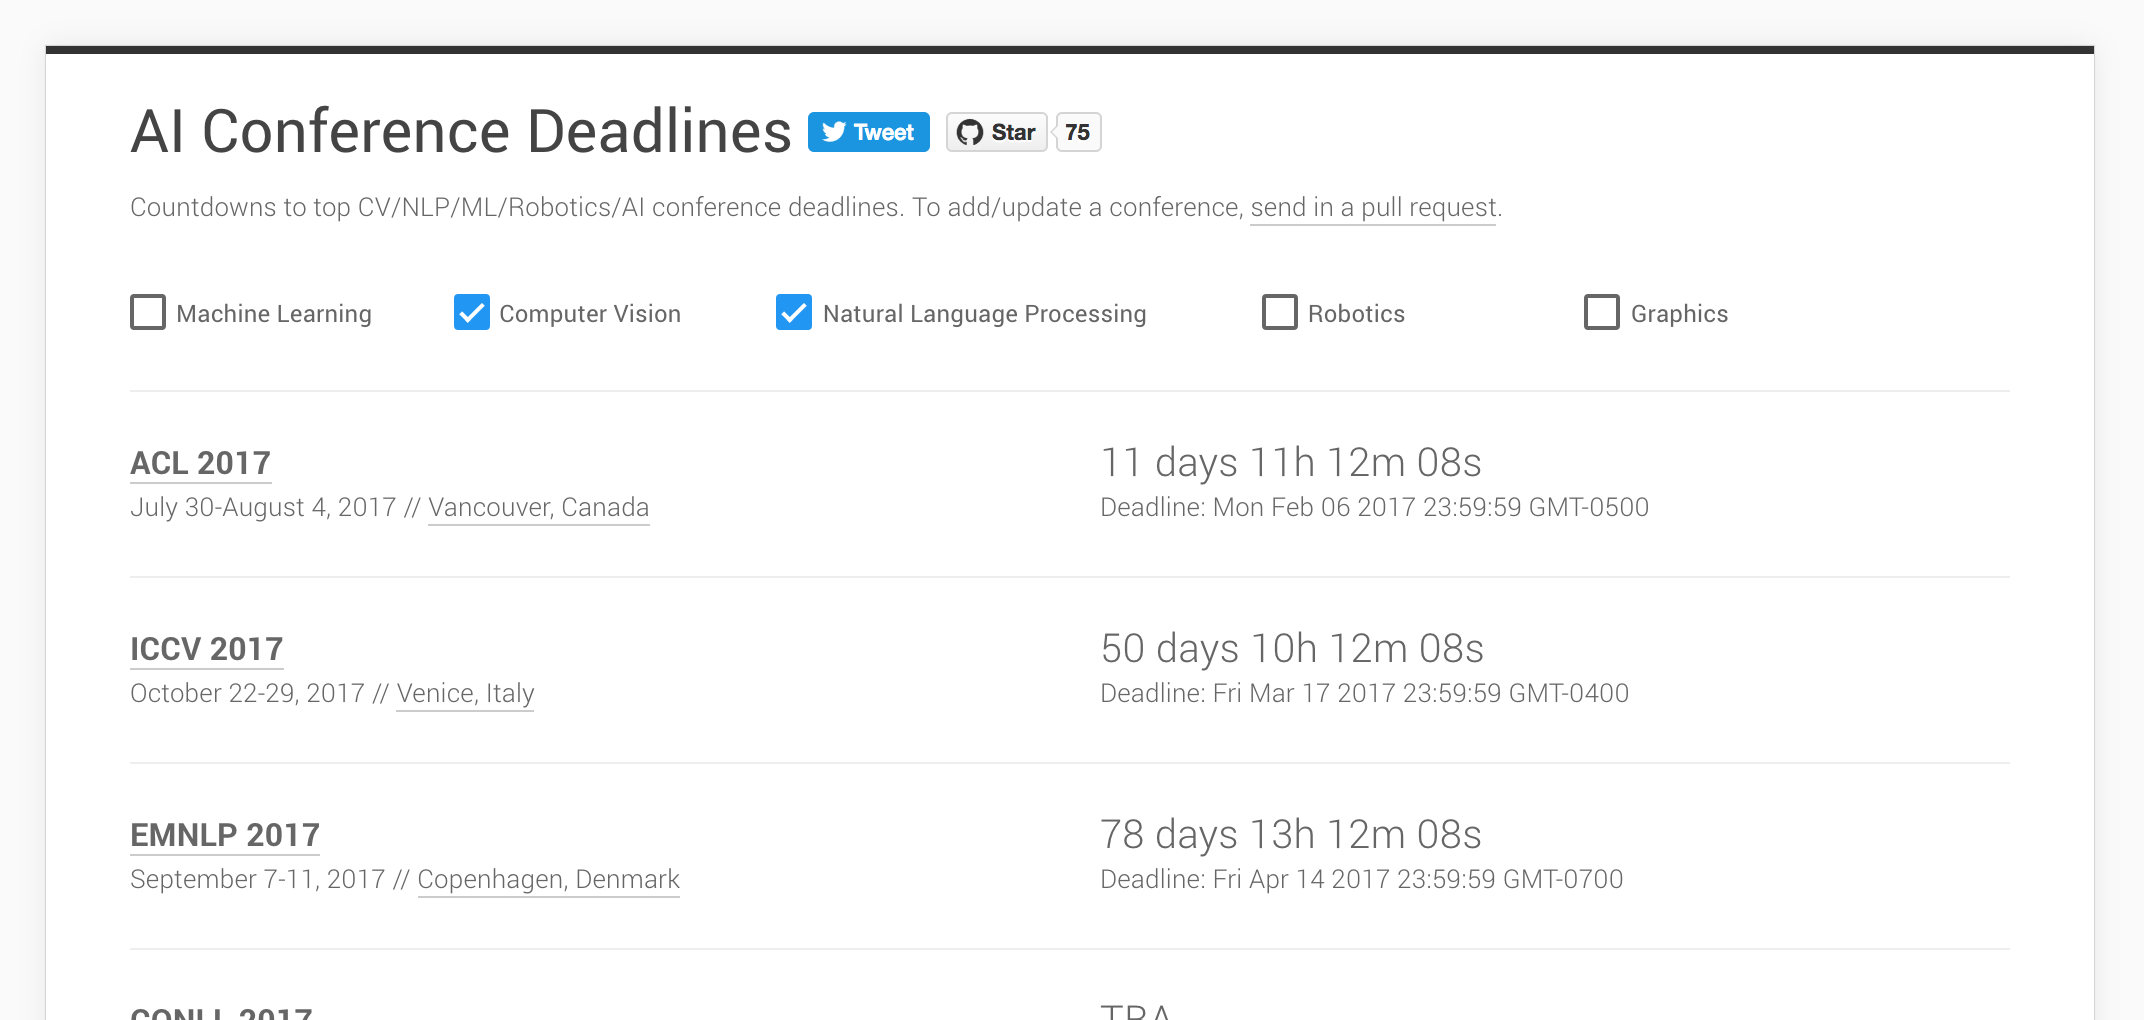 AI Conference Deadlines Tweet Star 75
Countdowns to top CV/NLP/ML/Robotics/AI conference deadlines. To add/update a conference, send in a pull request.
Machine Learning Computer Vision Natural Language Processing Robotics Graphics
ACL 2017 11 days 11h 12m 08s
July 30-August 4, 2017 // Vancouver, Canada Deadline: Mon Feb 06 2017 23:59:59 GMT-0500
ICCV 2017 50 days 10h 12m 08s
October 22-29, 2017 // Venice, Italy Deadline: Fri Mar 17 2017 23:59:59 GMT-0400
EMNLP 2017 78 days 13h 12m 08s
September 7-11, 2017 // Copenhagen, Denmark Deadline: Fri Apr 14 2017 23:59:59 GMT-0700
CONLL 2017 TBA